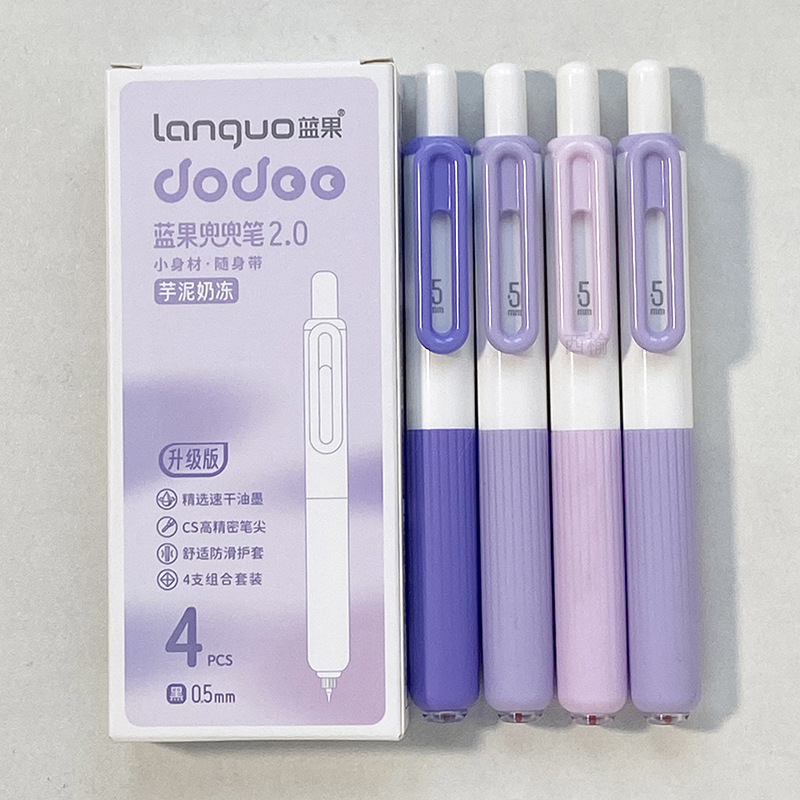 Languo蓝果®
dodoo
蓝果兜兜笔2.0
小身材·随身带
芋泥奶冻
升级版
精选速干油墨
CS高精密笔尖
舒适防滑护套
4支组合套装
4 PCS
黑 0.5mm
5
mm
5
mm
5
mm
5
mm
西榆